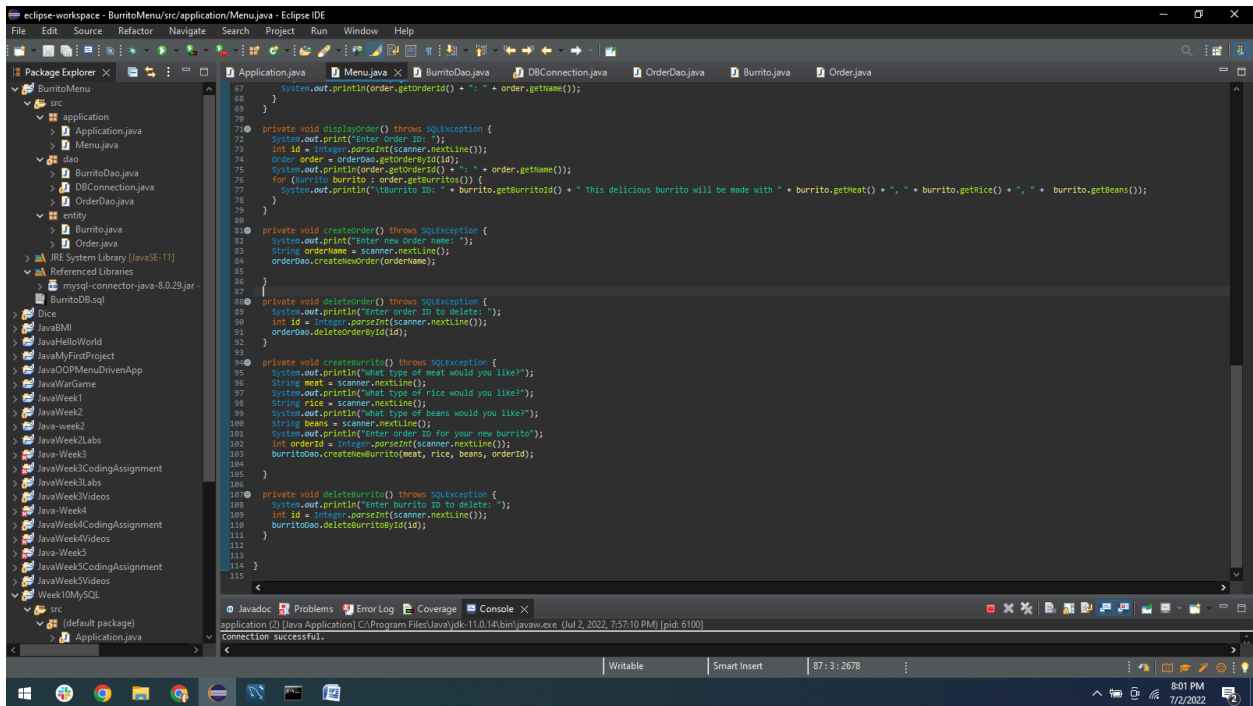 eclipse-workspace - BurritoMenu/src/application/Menu.java - Eclipse IDE
File Edit Source Refactor Navigate Search Project Run Window Help
Package Explorer
BurritoMenu
src
application
Application.java
Menu.java
dao
BurritoDao.java
DBConnection.java
OrderDao.java
entity
Burrito.java
Order.java
JRE System Library [JavaSE-11]
Referenced Libraries
mysql-connector-java-8.0.29.jar -
BurritoDB.sql
Dice
JavaBMI
JavaHelloWorld
JavaMyFirstProject
JavaOOPMenuDrivenApp
JavaWarGame
JavaWeek1
JavaWeek2
Java-week2
JavaWeek2Labs
Java-Week3
JavaWeek3CodingAssignment
JavaWeek3Labs
JavaWeek3Videos
Java-Week4
JavaWeek4CodingAssignment
JavaWeek4Videos
Java-Week5
JavaWeek5CodingAssignment
JavaWeek5Videos
Week10MySQL
src
(default package)
Application.java
Application.java Menu.java BurritoDao.java DBConnection.java OrderDao.java Burrito.java Order.java
67 System.out.println(order.getOrderId() + ": " + order.getName());
68 }
69 }
70
71 private void displayOrder() throws SQLException {
72 System.out.print("Enter Order ID: ");
73 int id = Integer.parseInt(scanner.nextLine());
74 Order order = orderDao.getOrderById(id);
75 System.out.println(order.getOrderId() + ": " + order.getName());
76 for (Burrito burrito : order.getBurritos()) {
77 System.out.println("\tBurrito ID: " + burrito.getBurritoId() + " This delicious burrito will be made with " + burrito.getMeat() + ", " + burrito.getRice() + ", " + burrito.getBeans());
78 }
79 }
80
81 private void createOrder() throws SQLException {
82 System.out.print("Enter new Order name: ");
83 String orderName = scanner.nextLine();
84 orderDao.createNewOrder(orderName);
85
86 }
87
88 private void deleteOrder() throws SQLException {
89 System.out.println("Enter order ID to delete: ");
90 int id = Integer.parseInt(scanner.nextLine());
91 orderDao.deleteOrderById(id);
92 }
93
94 private void createBurrito() throws SQLException {
95 System.out.println("What type of meat would you like?");
96 String meat = scanner.nextLine();
97 System.out.println("What type of rice would you like?");
98 String rice = scanner.nextLine();
99 System.out.println("What type of beans would you like?");
100 String beans = scanner.nextLine();
101 System.out.println("Enter order ID for your new burrito");
102 int orderId = Integer.parseInt(scanner.nextLine());
103 burritoDao.createNewBurrito(meat, rice, beans, orderId);
104
105 }
106
107 private void deleteBurrito() throws SQLException {
108 System.out.println("Enter burrito ID to delete: ");
109 int id = Integer.parseInt(scanner.nextLine());
110 burritoDao.deleteBurritoById(id);
111 }
112
113
114 }
115
Javadoc Problems Error Log Coverage Console
application (2) [Java Application] C:\Program Files\Java\jdk-11.0.14\bin\javaw.exe (Jul 2, 2022, 7:57:10 PM) [pid: 6100]
Connection successful.
Writable Smart Insert 87 : 3 : 2678
8:01 PM
7/2/2022
2